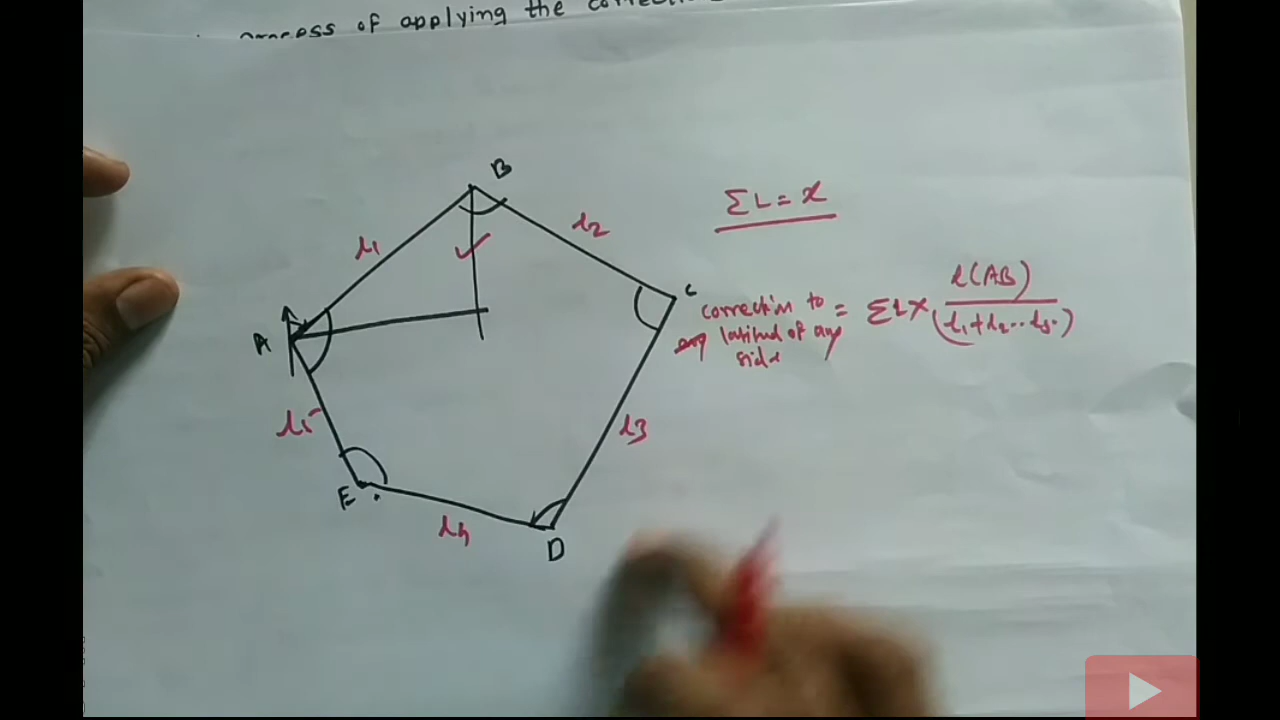 process of applying the
B
l1
l2
ΣL = x
C
l(AB)
correction to = ΣL x
(l1+l2..l5.)
latitud of any
side
A
l5
l3
E
l4
D